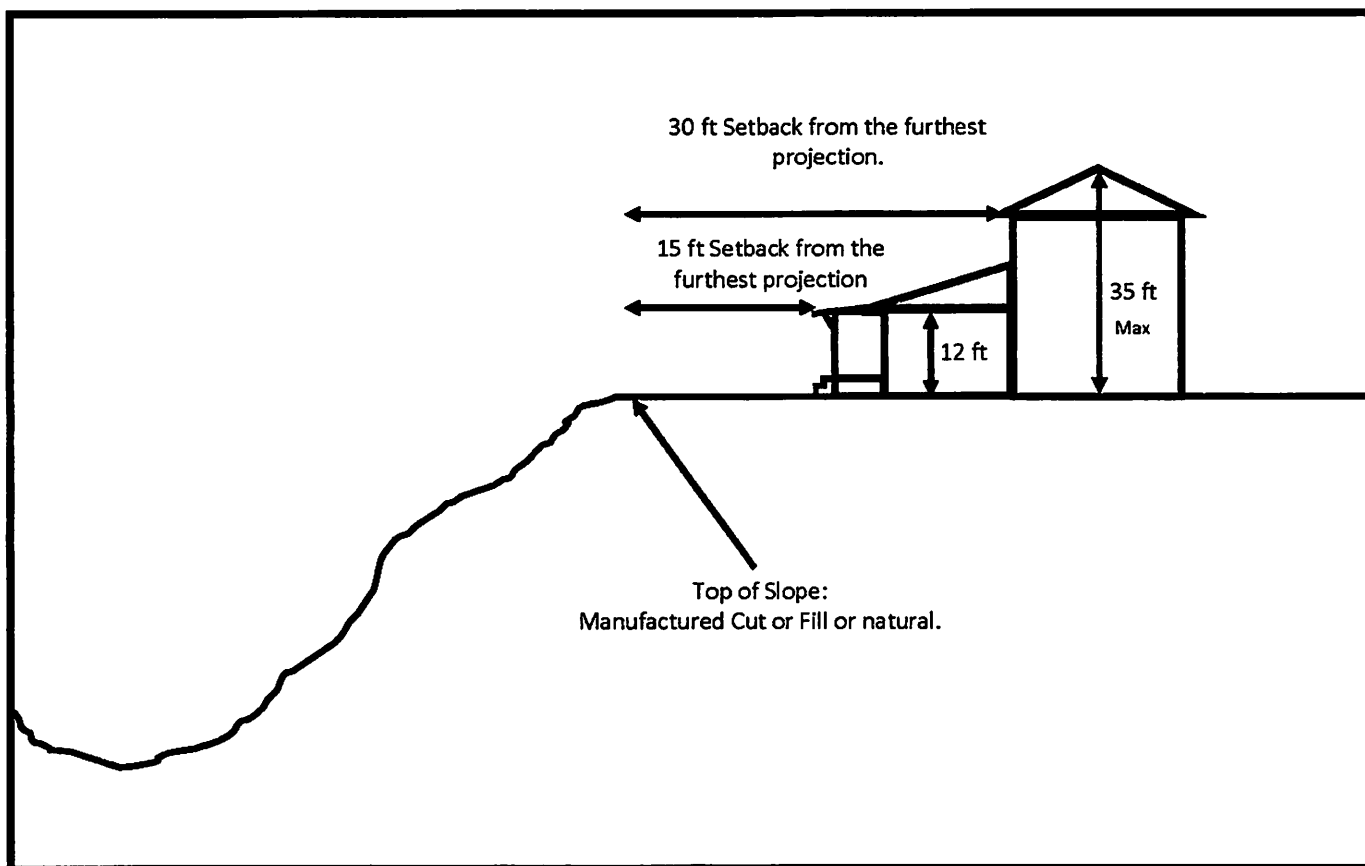 30 ft Setback from the furthest
projection.
15 ft Setback from the
furthest projection
35 ft
Max
12 ft
Top of Slope:
Manufactured Cut or Fill or natural.